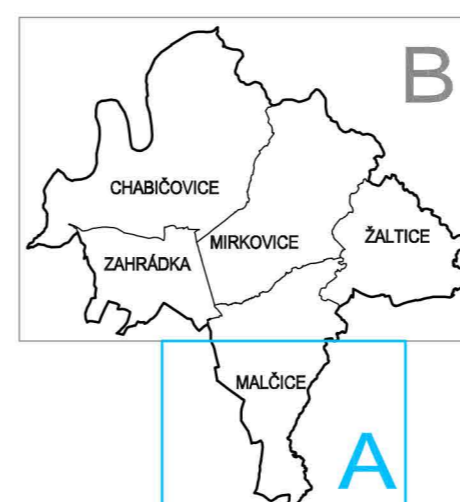 B
CHABIČOVICE
ŽALTICE
MIRKOVICE
ZAHRÁDKA
MALČICE
A